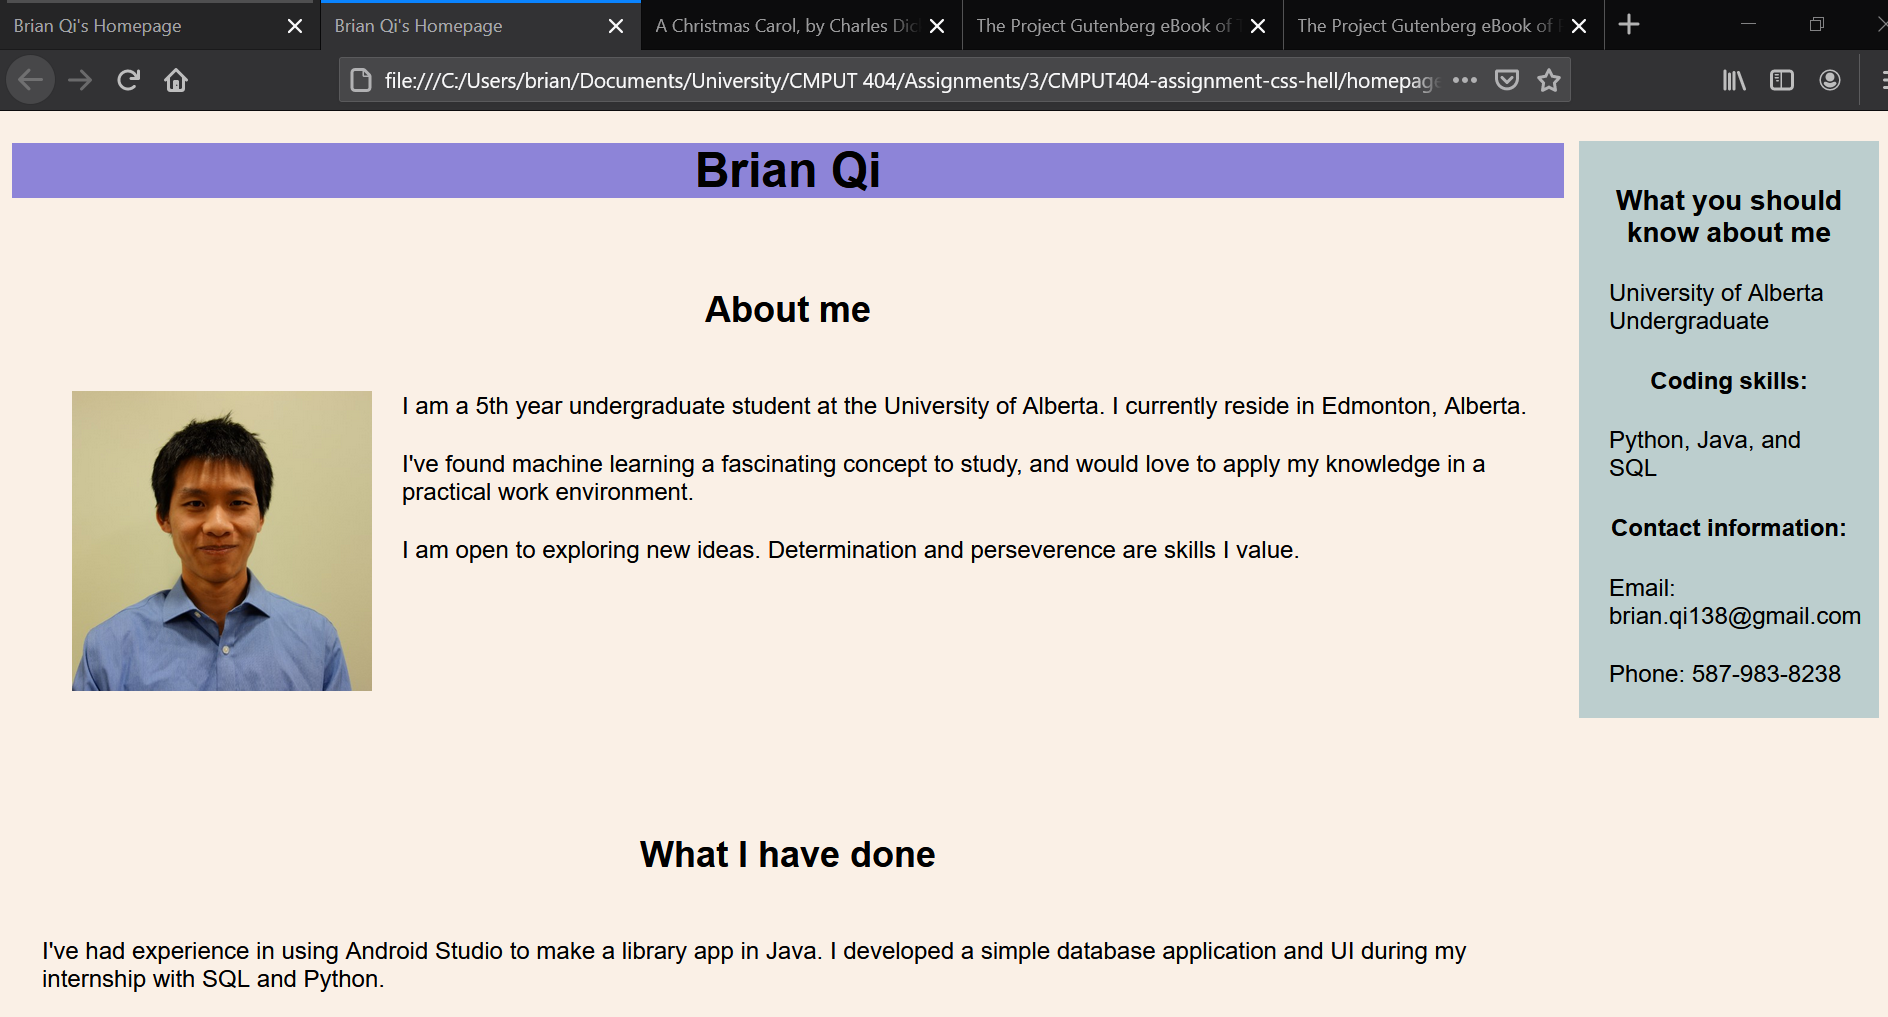 Brian Qi's Homepage
Brian Qi's Homepage
A Christmas Carol, by Charles Dic
The Project Gutenberg eBook of
The Project Gutenberg eBook of
file:///C:/Users/brian/Documents/University/CMPUT 404/Assignments/3/CMPUT404-assignment-css-hell/homepage
Brian Qi
About me
I am a 5th year undergraduate student at the University of Alberta. I currently reside in Edmonton, Alberta.
I've found machine learning a fascinating concept to study, and would love to apply my knowledge in a
practical work environment.
I am open to exploring new ideas. Determination and perseverence are skills I value.
What I have done
I've had experience in using Android Studio to make a library app in Java. I developed a simple database application and UI during my
internship with SQL and Python.
What you should
know about me
University of Alberta
Undergraduate
Coding skills:
Python, Java, and
SQL
Contact information:
Email:
brian.qi138@gmail.com
Phone: 587-983-8238